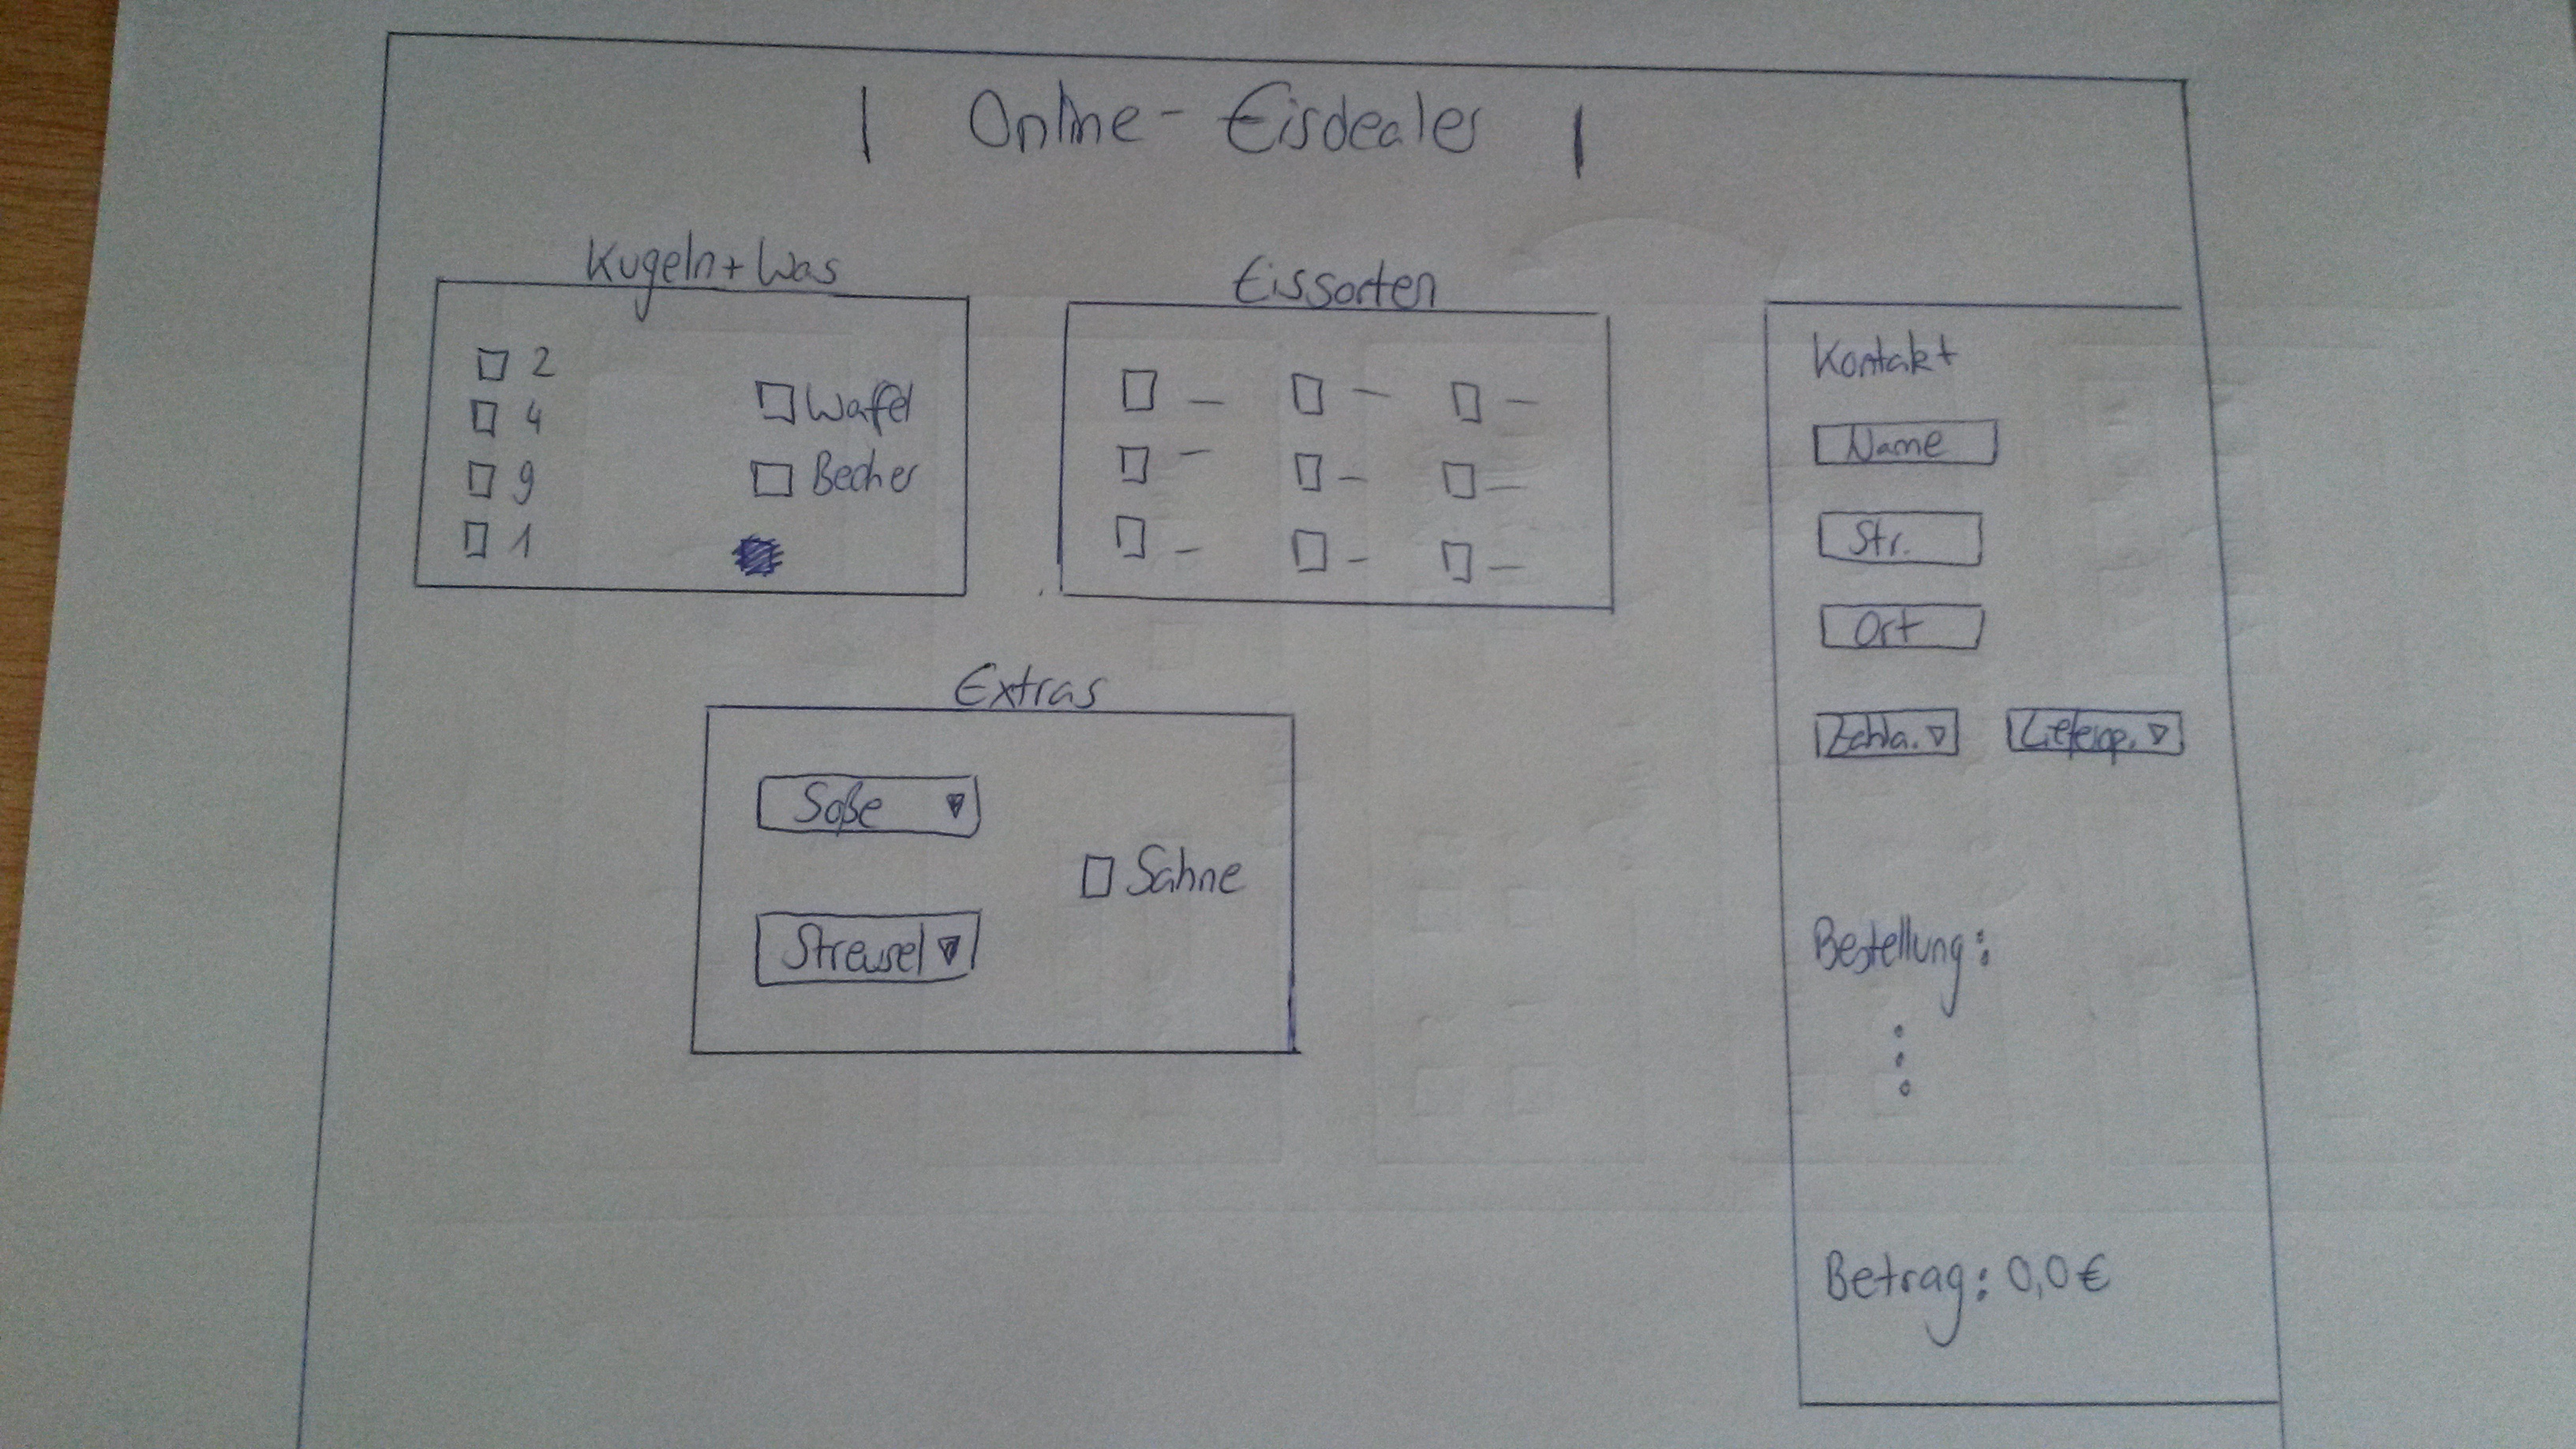 | Online-Eisdealer |
Kugeln + Was
2
4
9
1
Wafel
Becher
Eissorten
Extras
Soße
Streusel
Sahne
Kontakt
Name
Str.
Ort
Zahla.
Lieferop.
Bestellung:
Betrag: 0,0€